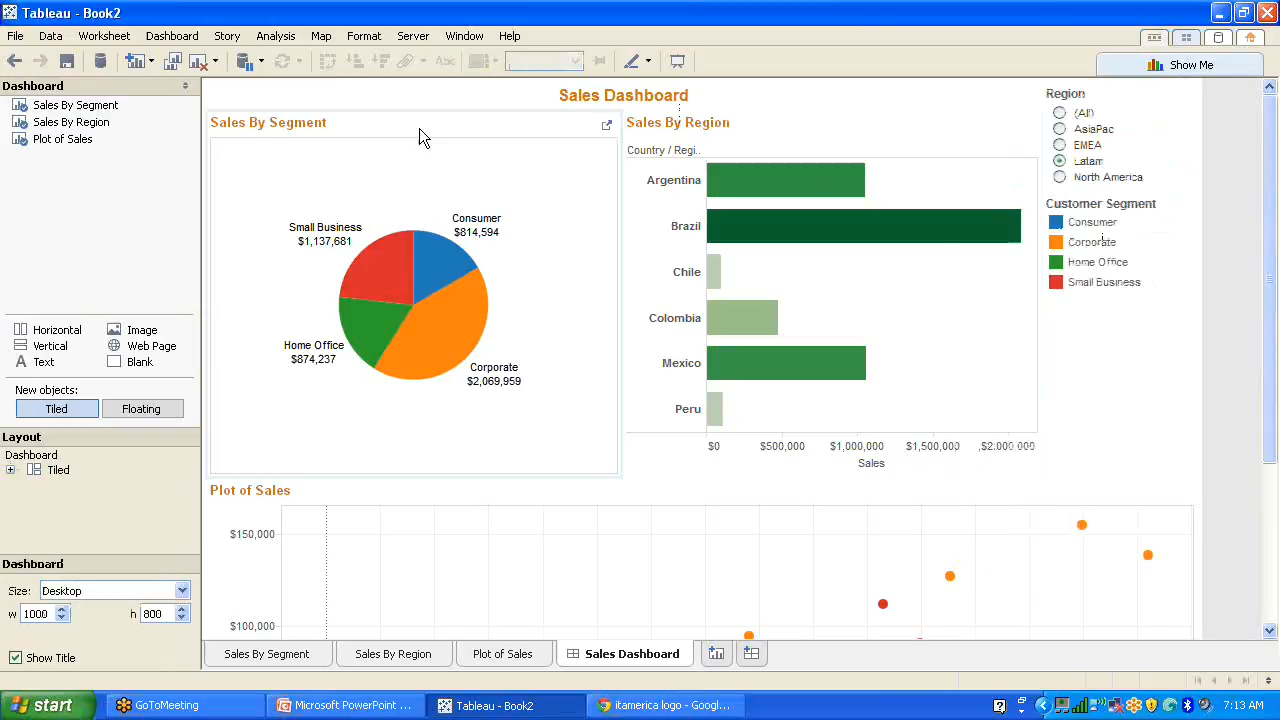 Tableau - Book2
File Data Worksheet Dashboard Story Analysis Map Format Server Window Help
Abc
Show Me
Dashboard
Sales By Segment
Sales By Region
Plot of Sales
Horizontal Image
Vertical Web Page
A Text Blank
New objects:
Tiled Floating
Layout
Dashboard
Tiled
Dashboard
Size: Desktop
w 1000 h 800
Show Title
Sales Dashboard
Sales By Segment
Small Business
$1,137,681
Consumer
$814,594
Home Office
$874,237
Corporate
$2,069,959
Sales By Region
Country / Regi..
Argentina
Brazil
Chile
Colombia
Mexico
Peru
$0 $500,000 $1,000,000 $1,500,000 $2,000,000
Sales
Region
(All)
AsiaPac
EMEA
Latam
North America
Customer Segment
Consumer
Corporate
Home Office
Small Business
Plot of Sales
$150,000
$100,000
Sales By Segment Sales By Region Plot of Sales Sales Dashboard
start GoToMeeting Microsoft PowerPoint ... Tableau - Book2 itamerica logo - Googl... 7:13 AM